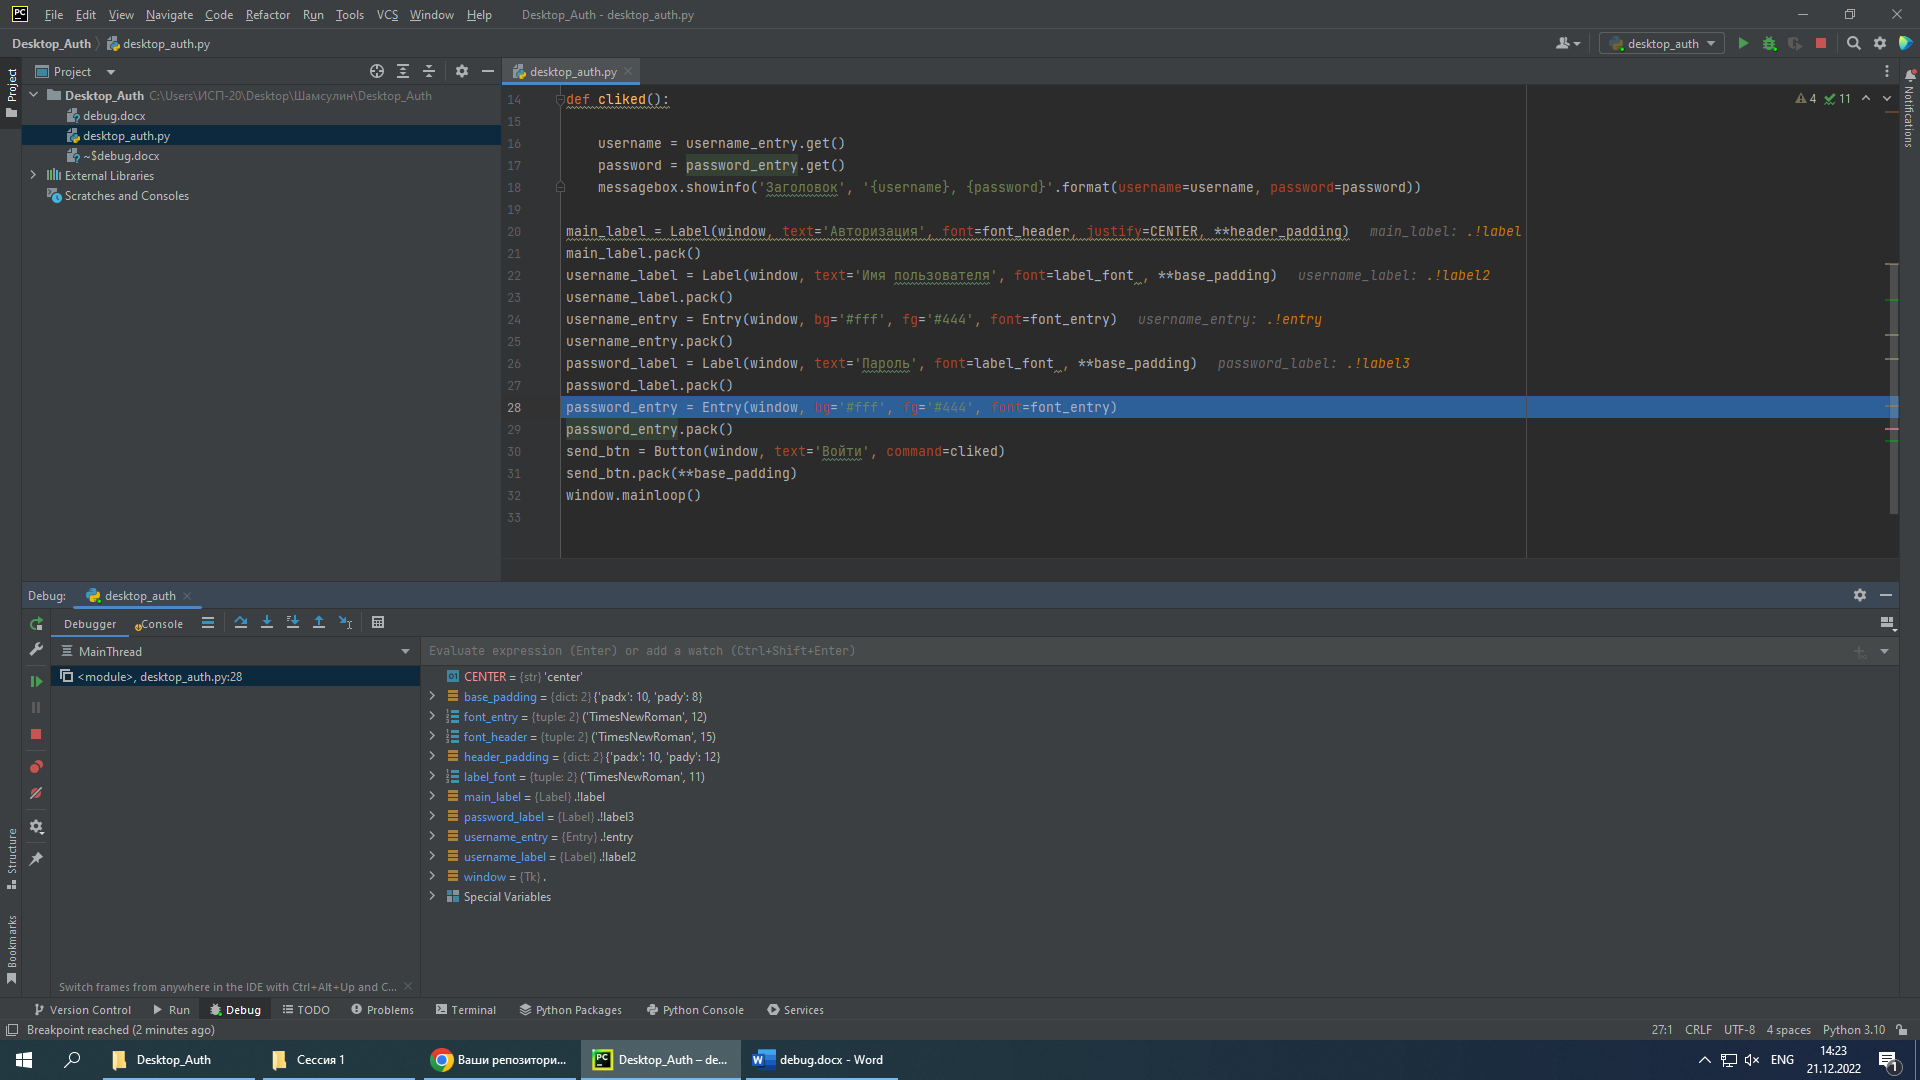 PC File Edit View Navigate Code Refactor Run Tools VCS Window Help Desktop_Auth - desktop_auth.py
Desktop_Auth desktop_auth.py desktop_auth
Project
Project
Desktop_Auth C:\Users\ИСП-20\Desktop\Шамсулин\Desktop_Auth
debug.docx
desktop_auth.py
~$debug.docx
External Libraries
Scratches and Consoles
desktop_auth.py
4 11
Notifications
14 def cliked():
15
16 username = username_entry.get()
17 password = password_entry.get()
18 messagebox.showinfo('Заголовок', '{username}, {password}'.format(username=username, password=password))
19
20 main_label = Label(window, text='Авторизация', font=font_header, justify=CENTER, **header_padding) main_label: .!label
21 main_label.pack()
22 username_label = Label(window, text='Имя пользователя', font=label_font , **base_padding) username_label: .!label2
23 username_label.pack()
24 username_entry = Entry(window, bg='#fff', fg='#444', font=font_entry) username_entry: .!entry
25 username_entry.pack()
26 password_label = Label(window, text='Пароль', font=label_font , **base_padding) password_label: .!label3
27 password_label.pack()
28 password_entry = Entry(window, bg='#fff', fg='#444', font=font_entry)
29 password_entry.pack()
30 send_btn = Button(window, text='Войти', command=cliked)
31 send_btn.pack(**base_padding)
32 window.mainloop()
33
Debug: desktop_auth
Debugger Console
MainThread
<module>, desktop_auth.py:28
Evaluate expression (Enter) or add a watch (Ctrl+Shift+Enter)
CENTER = {str} 'center'
base_padding = {dict: 2} {'padx': 10, 'pady': 8}
font_entry = {tuple: 2} ('TimesNewRoman', 12)
font_header = {tuple: 2} ('TimesNewRoman', 15)
header_padding = {dict: 2} {'padx': 10, 'pady': 12}
label_font = {tuple: 2} ('TimesNewRoman', 11)
main_label = {Label} .!label
password_label = {Label} .!label3
username_entry = {Entry} .!entry
username_label = {Label} .!label2
window = {Tk} .
Special Variables
Structure
Bookmarks
Switch frames from anywhere in the IDE with Ctrl+Alt+Up and C...
Version Control Run Debug TODO Problems Terminal Python Packages Python Console Services
Breakpoint reached (2 minutes ago) 27:1 CRLF UTF-8 4 spaces Python 3.10
Desktop_Auth Сессия 1 Ваши репозитори... Desktop_Auth – de... debug.docx - Word ENG 14:23
21.12.2022
1